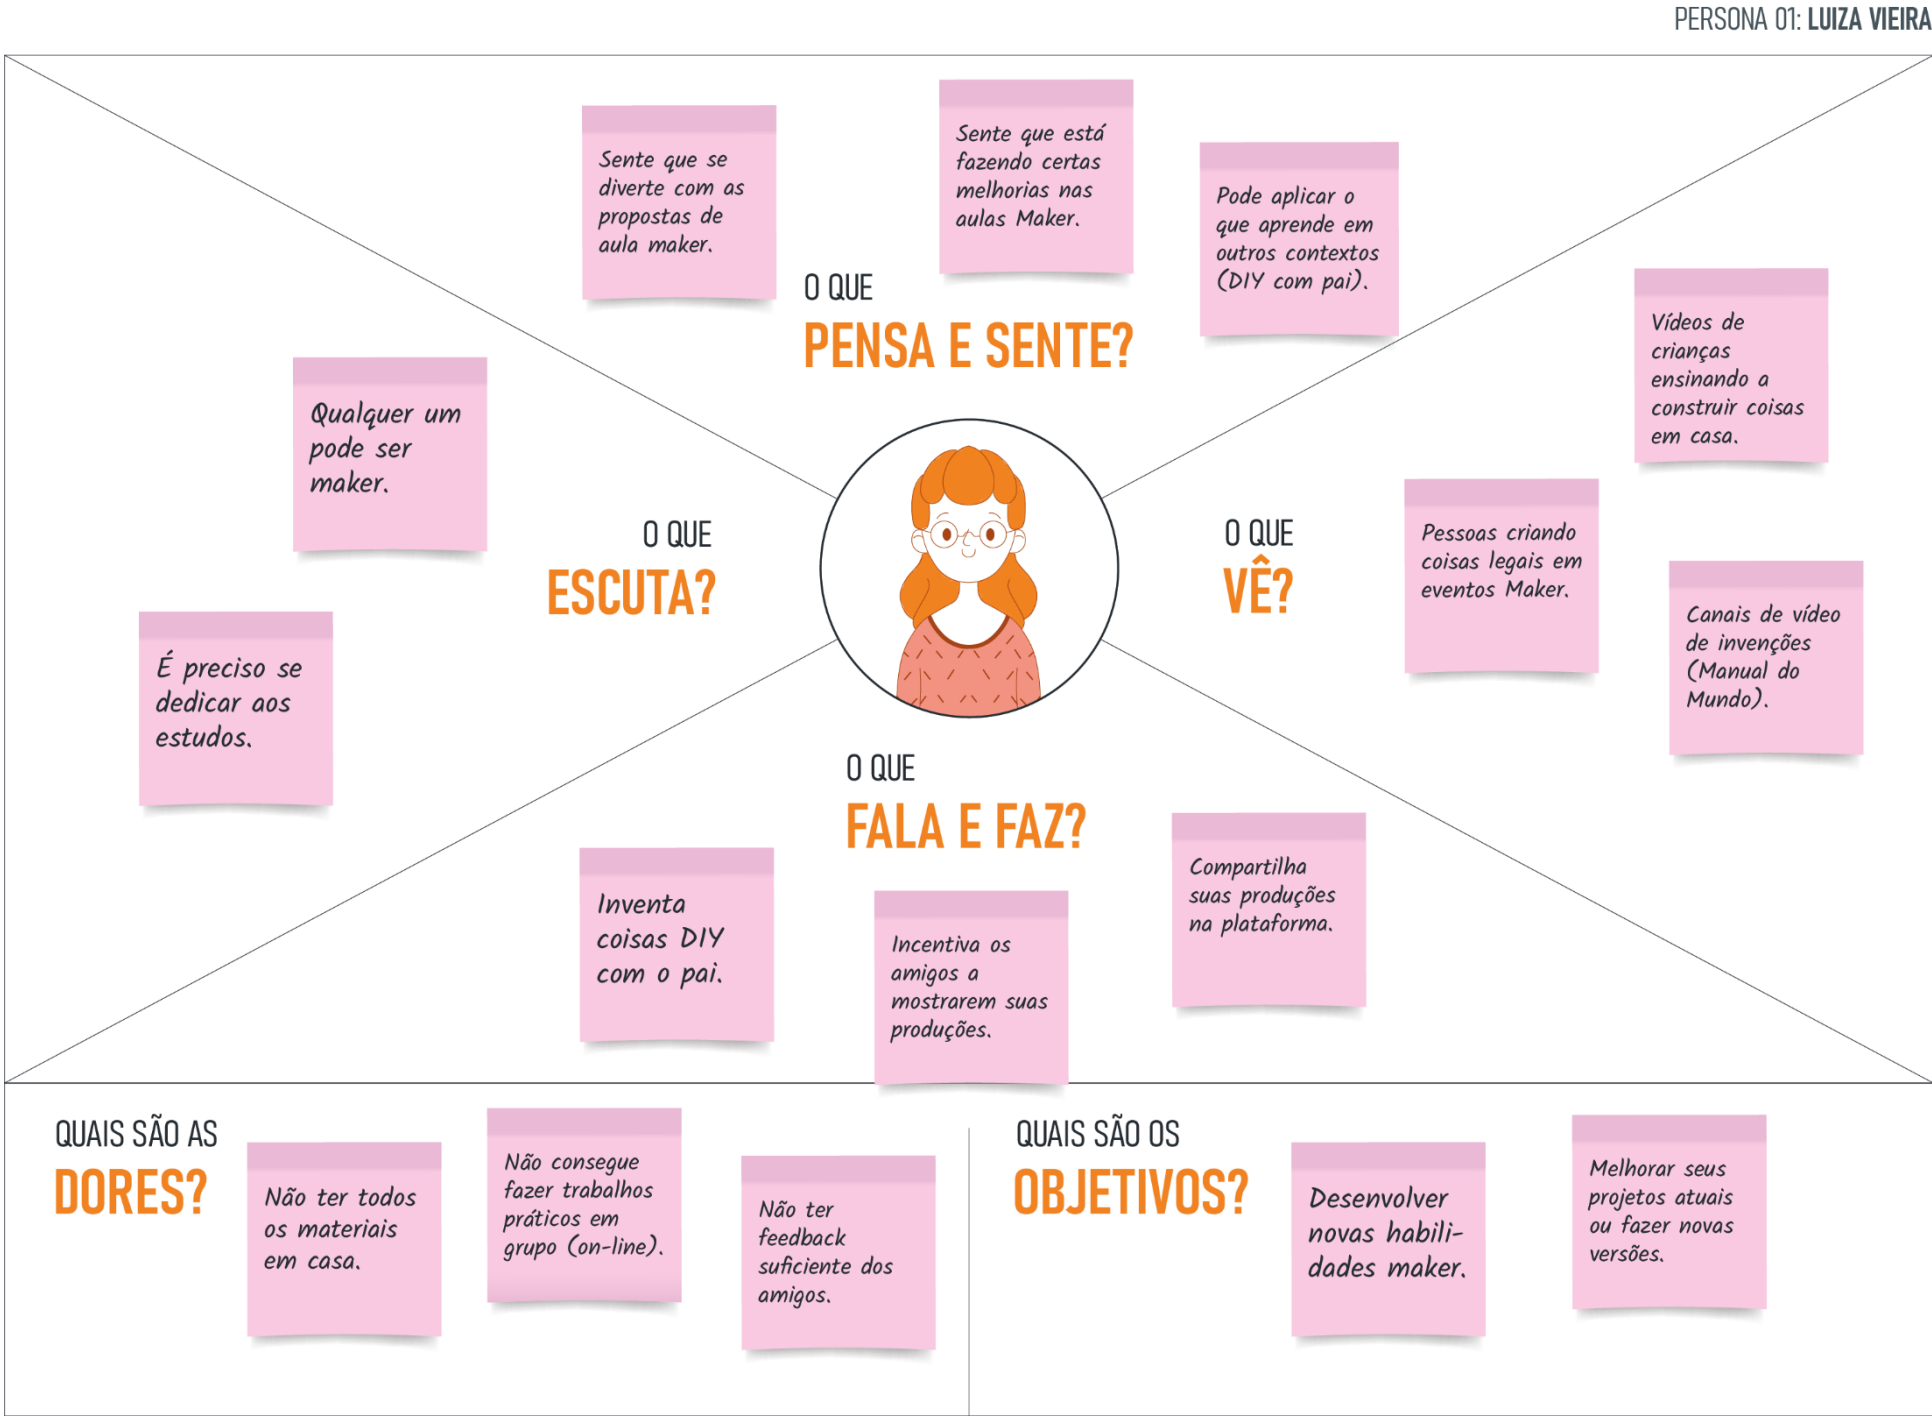 PERSONA 01: LUIZA VIEIRA
Sente que se
diverte com as
propostas de
aula maker.
Sente que está
fazendo certas
melhorias nas
aulas Maker.
Pode aplicar o
que aprende em
outros contextos
(DIY com pai).
O QUE
PENSA E SENTE?
Qualquer um
pode ser
maker.
É preciso se
dedicar aos
estudos.
O QUE
ESCUTA?
O QUE
VÊ?
Vídeos de
crianças
ensinando a
construir coisas
em casa.
Pessoas criando
coisas legais em
eventos Maker.
Canais de vídeo
de invenções
(Manual do
Mundo).
O QUE
FALA E FAZ?
Inventa
coisas DIY
com o pai.
Incentiva os
amigos a
mostrarem suas
produções.
Compartilha
suas produções
na plataforma.
QUAIS SÃO AS
DORES?
Não ter todos
os materiais
em casa.
Não consegue
fazer trabalhos
práticos em
grupo (on-line).
Não ter
feedback
suficiente dos
amigos.
QUAIS SÃO OS
OBJETIVOS?
Desenvolver
novas habili-
dades maker.
Melhorar seus
projetos atuais
ou fazer novas
versões.